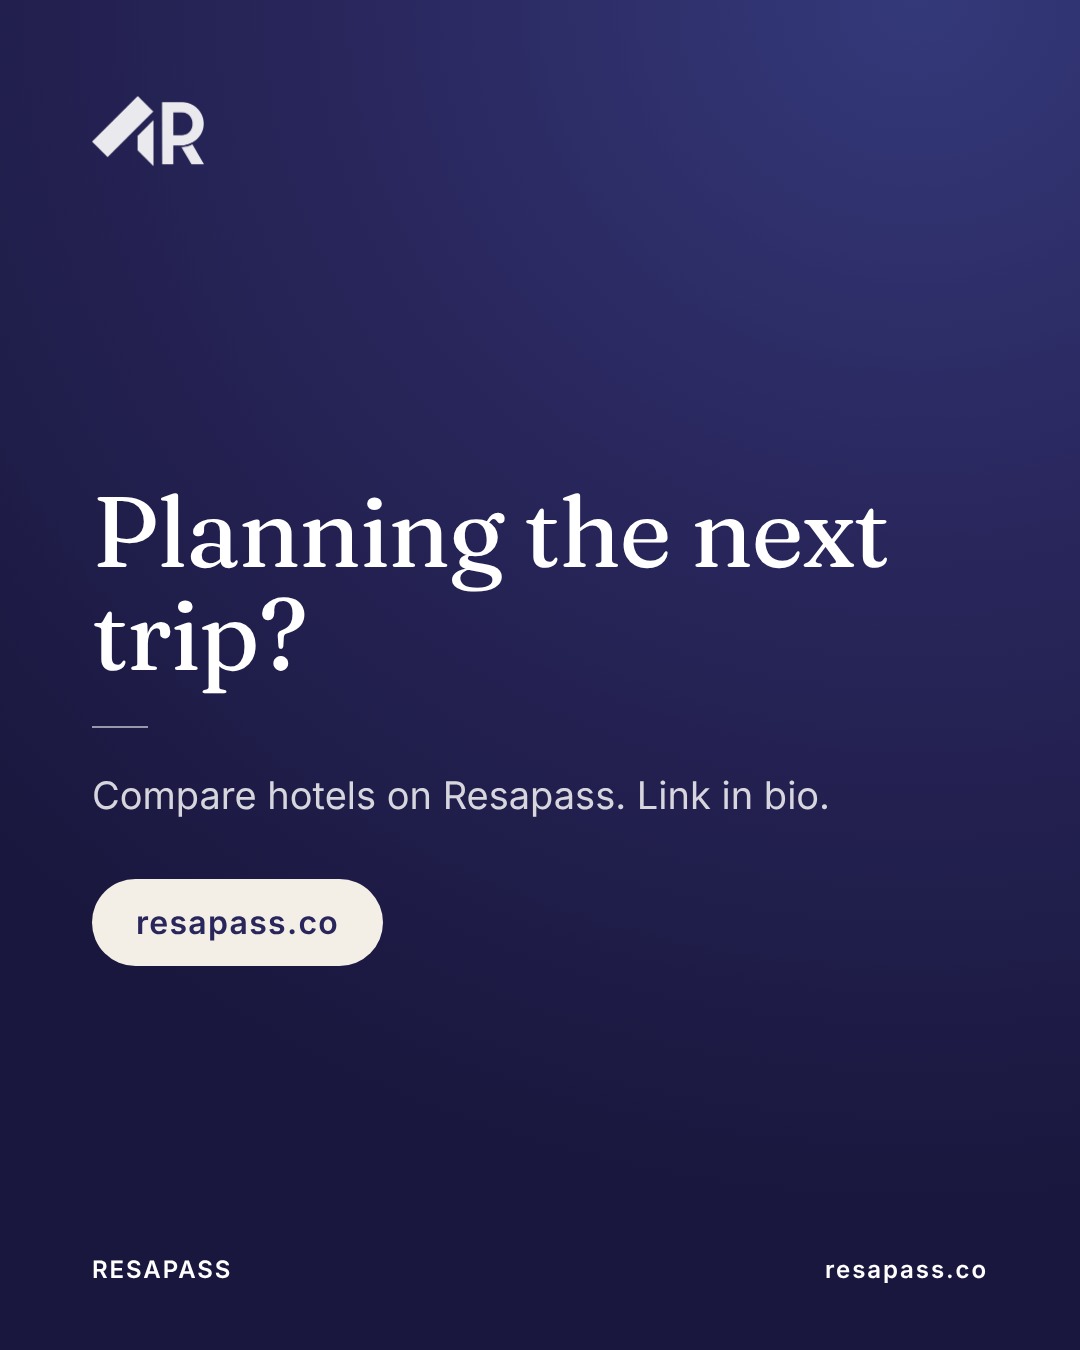 R
Planning the next
trip?
Compare hotels on Resapass. Link in bio.
resapass.co
RESAPASS
resapass.co